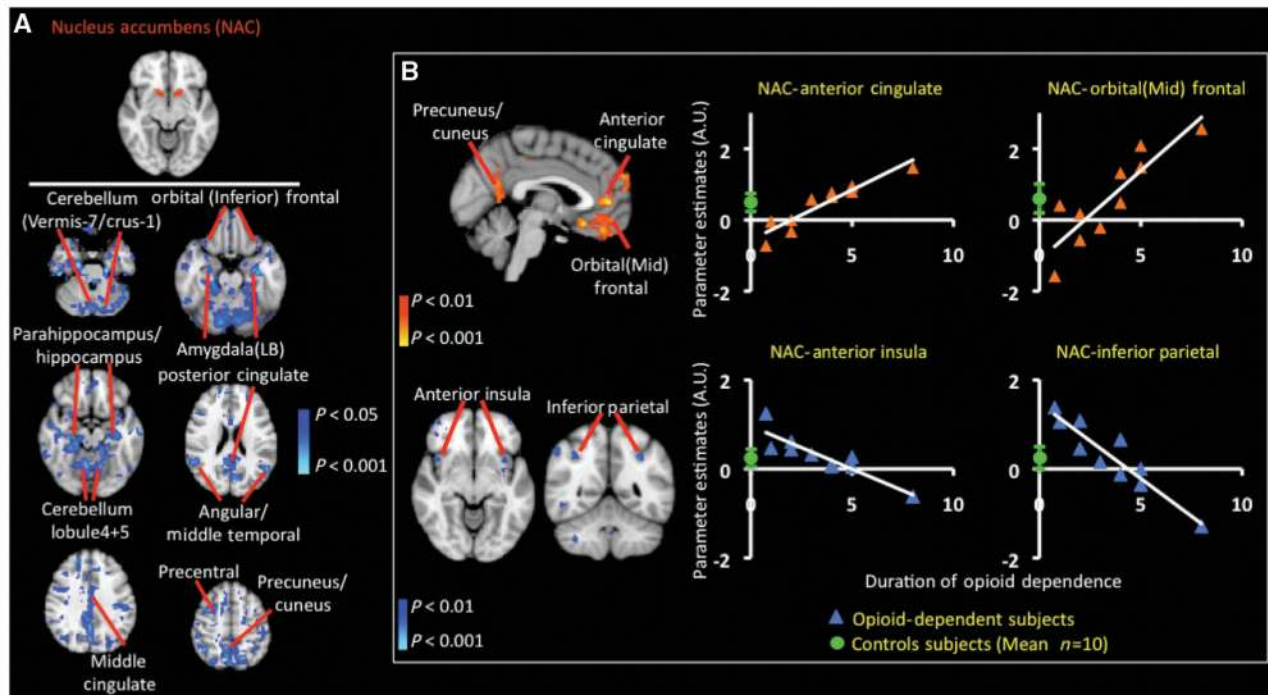 A
Nucleus accumbens (NAC)
Cerebellum
(Vermis-7/crus-1)
orbital (Inferior) frontal
Parahippocampus/
hippocampus
Amygdala(LB)
posterior cingulate
P < 0.05
P < 0.001
Cerebellum
lobule4+5
Angular/
middle temporal
Precentral
Precuneus/
cuneus
Middle
cingulate
B
Precuneus/
cuneus
Anterior
cingulate
Orbital(Mid)
frontal
P < 0.01
P < 0.001
NAC-anterior cingulate
Parameter estimates (A.U.)
2
0
-2
0
5
10
NAC-orbital(Mid) frontal
2
0
-2
0
5
10
Anterior insula
Inferior parietal
P < 0.01
P < 0.001
NAC-anterior insula
Parameter estimates (A.U.)
2
0
-2
0
5
10
NAC-inferior parietal
2
0
-2
0
5
10
Duration of opioid dependence
Opioid-dependent subjects
Controls subjects (Mean n=10)